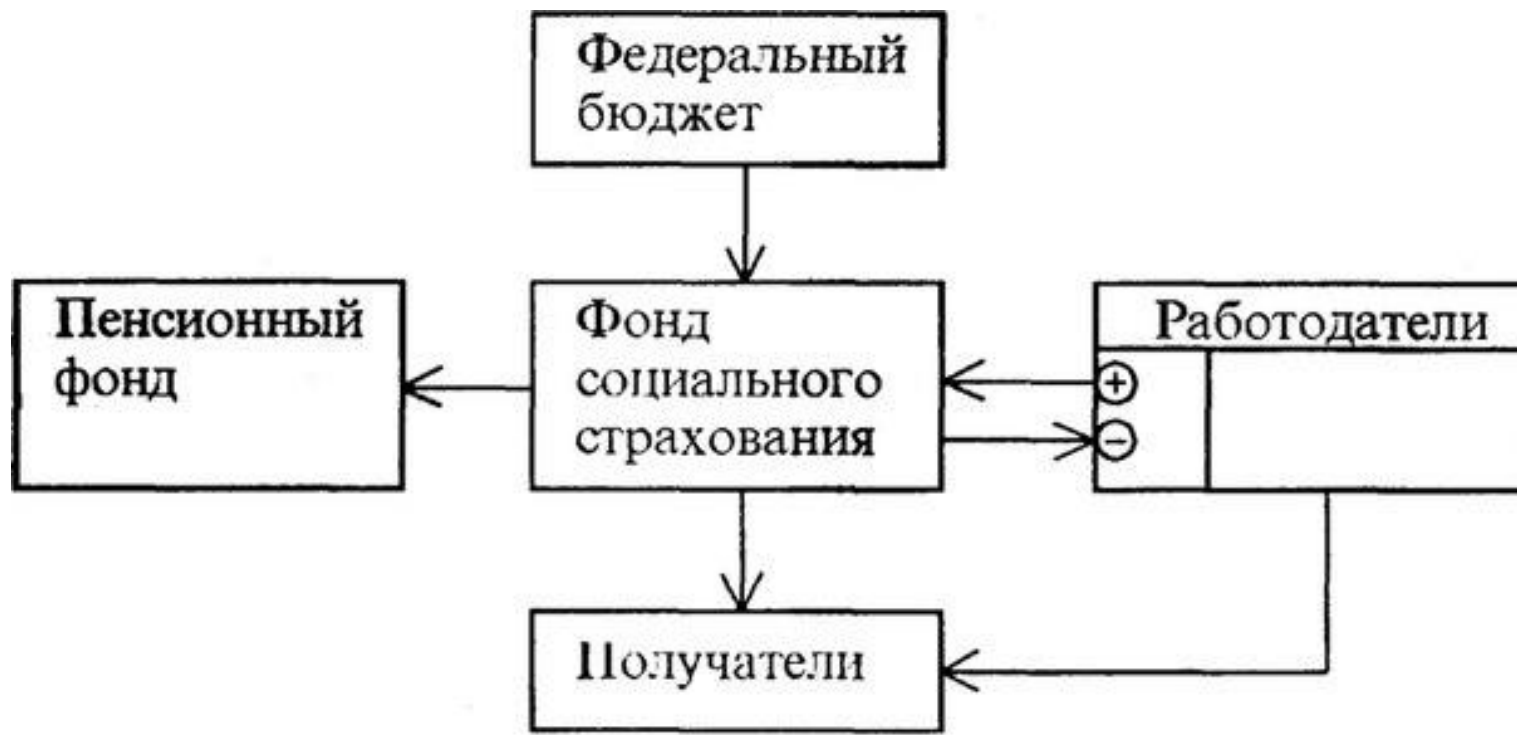 Федеральный
бюджет
Пенсионный
фонд
Фонд
социального
страхования
Работодатели
+
−
Получатели